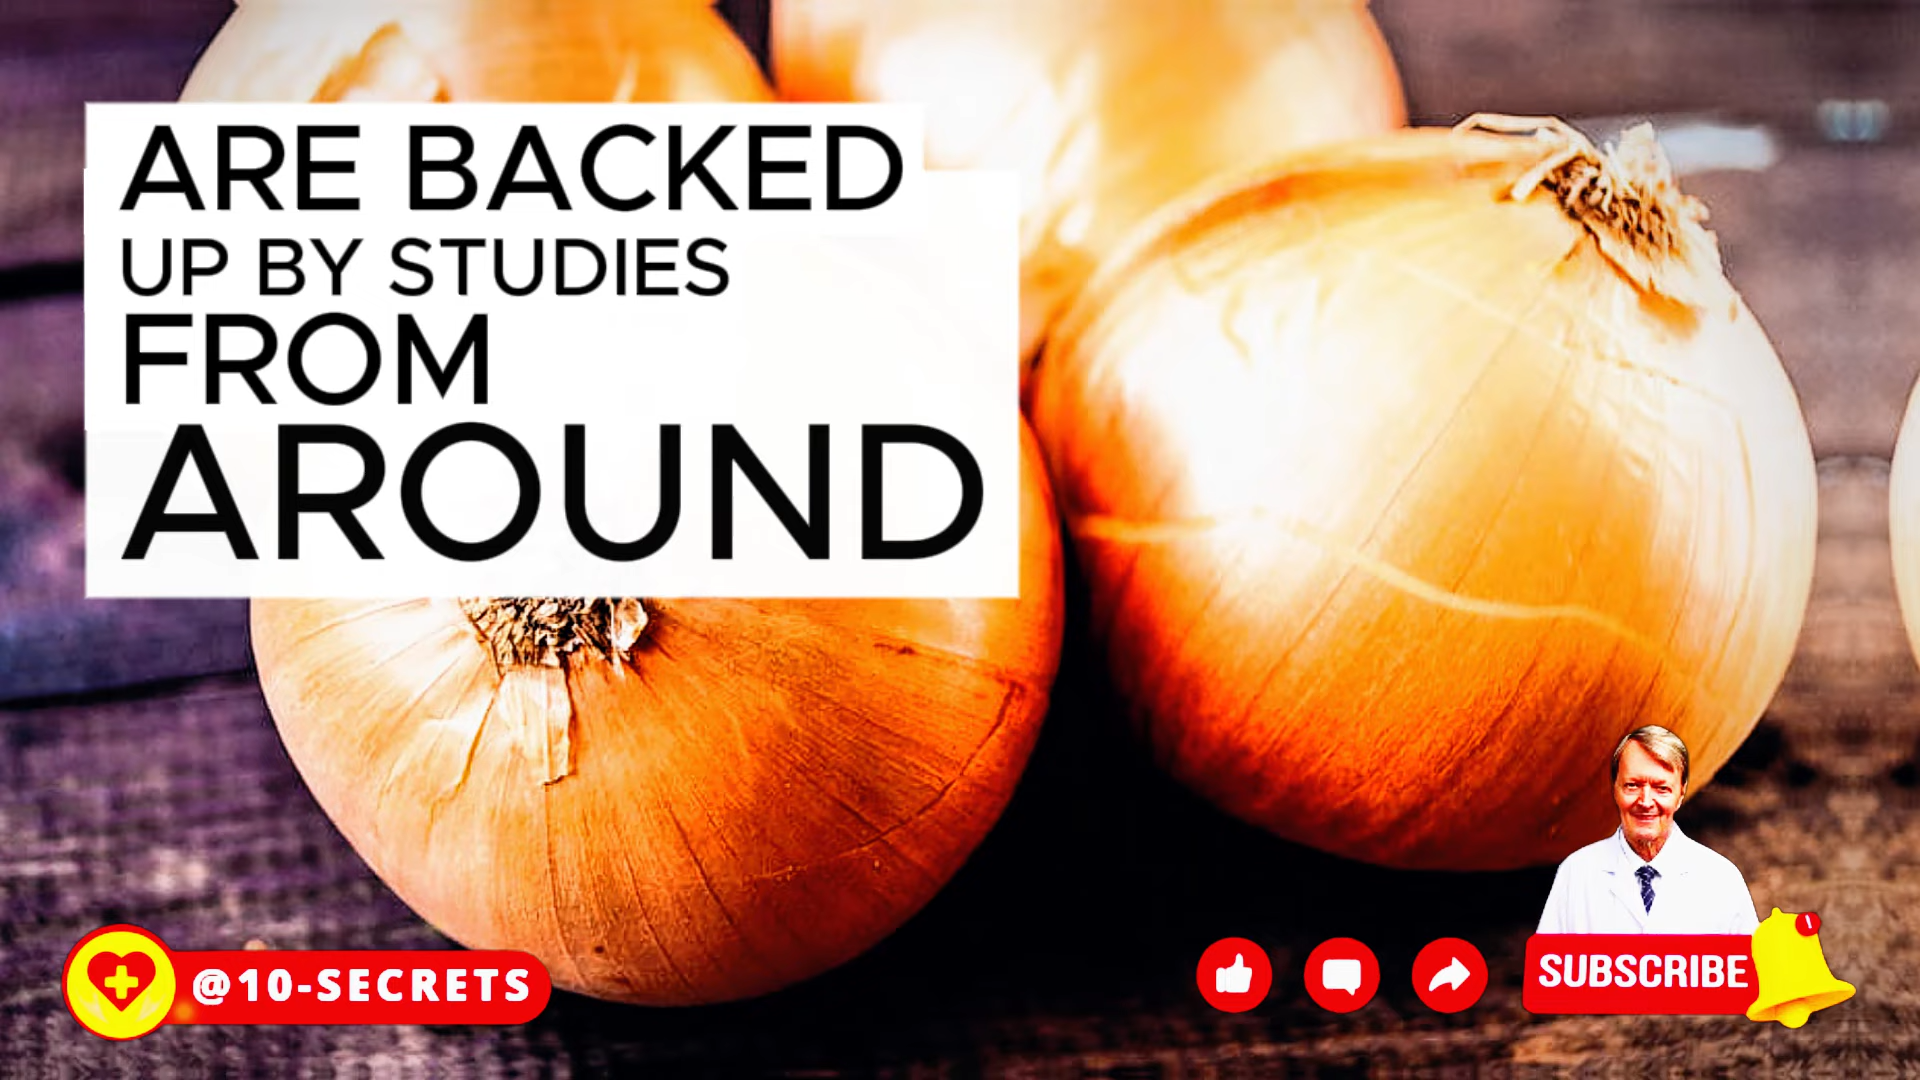 ARE BACKED
UP BY STUDIES
FROM
AROUND
@10-SECRETS
SUBSCRIBE